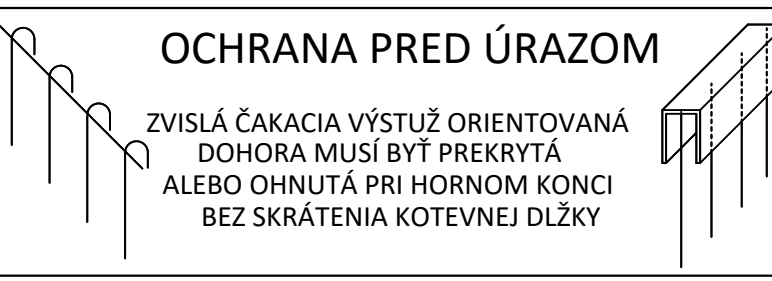 OCHRANA PRED ÚRAZOM
ZVISLÁ ČAKACIA VÝSTUŽ ORIENTOVANÁ
DOHORA MUSÍ BYŤ PREKRYTÁ
ALEBO OHNUTÁ PRI HORNOM KONCI
BEZ SKRÁTENIA KOTEVNEJ DLŽKY